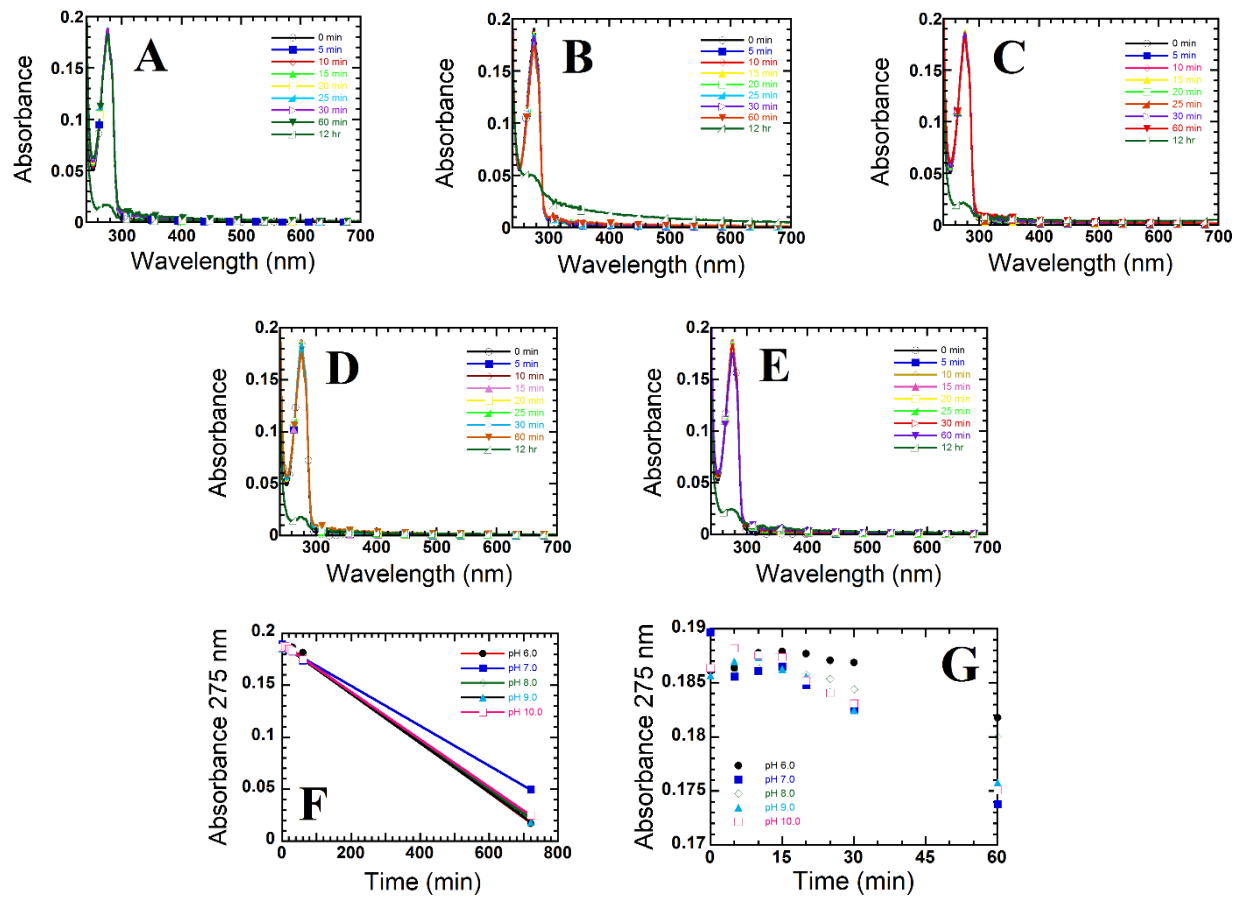 A
Absorbance
0.2
0.15
0.1
0.05
0
300
400
500
600
700
Wavelength (nm)
0 min
5 min
10 min
15 min
20 min
25 min
30 min
60 min
12 hr
B
Absorbance
0.2
0.15
0.1
0.05
0
300
400
500
600
700
Wavelength (nm)
0 min
5 min
10 min
15 min
20 min
25 min
30 min
60 min
12 hr
C
Absorbance
0.2
0.15
0.1
0.05
0
300
400
500
600
700
Wavelength (nm)
0 min
5 min
10 min
15 min
20 min
25 min
30 min
60 min
12 hr
D
Absorbance
0.2
0.15
0.1
0.05
0
300
400
500
600
700
Wavelength (nm)
0 min
5 min
10 min
15 min
20 min
25 min
30 min
60 min
12 hr
E
Absorbance
0.2
0.15
0.1
0.05
0
300
400
500
600
700
Wavelength (nm)
0 min
5 min
10 min
15 min
20 min
25 min
30 min
60 min
12 hr
F
Absorbance 275 nm
0.2
0.15
0.1
0.05
0
0
200
400
600
800
Time (min)
pH 6.0
pH 7.0
pH 8.0
pH 9.0
pH 10.0
G
Absorbance 275 nm
0.19
0.185
0.18
0.175
0.17
0
15
30
45
60
Time (min)
pH 6.0
pH 7.0
pH 8.0
pH 9.0
pH 10.0